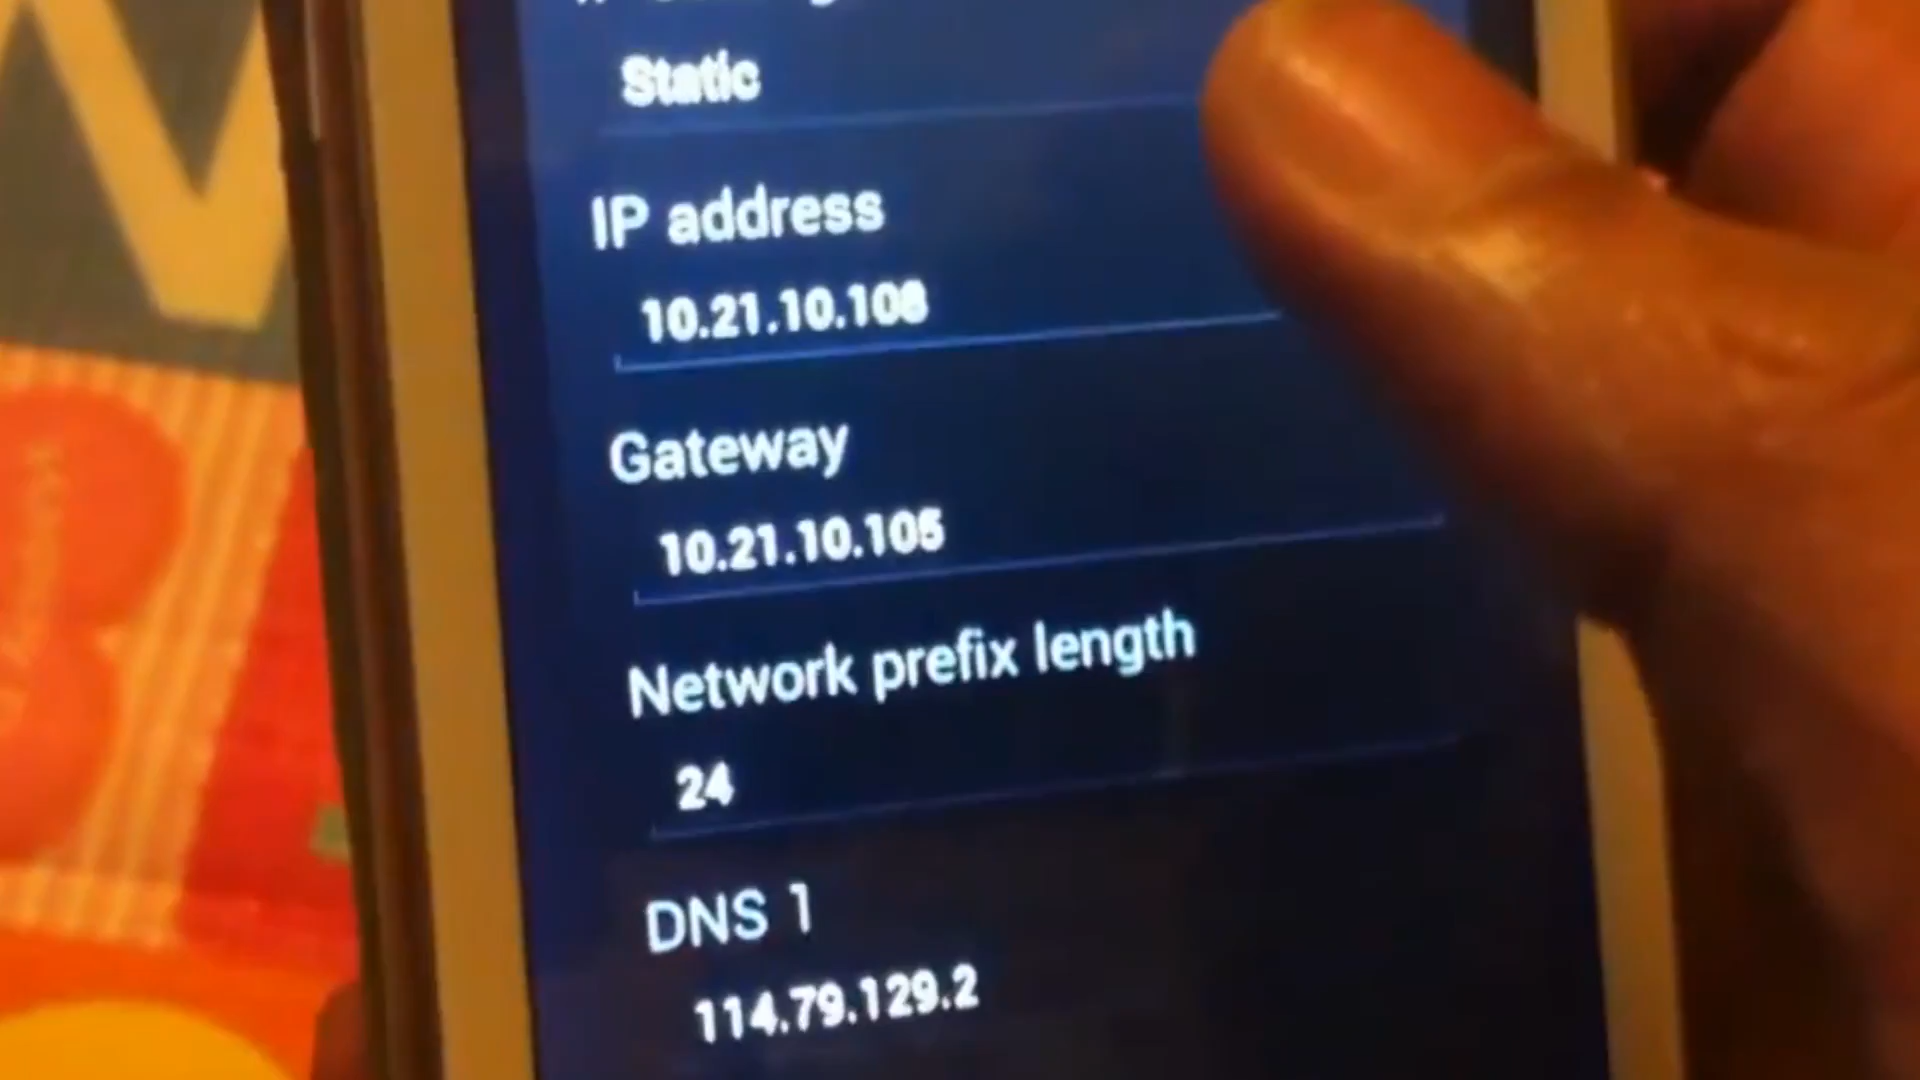 Static
IP address
10.21.10.108
Gateway
10.21.10.105
Network prefix length
24
DNS 1
114.79.129.2